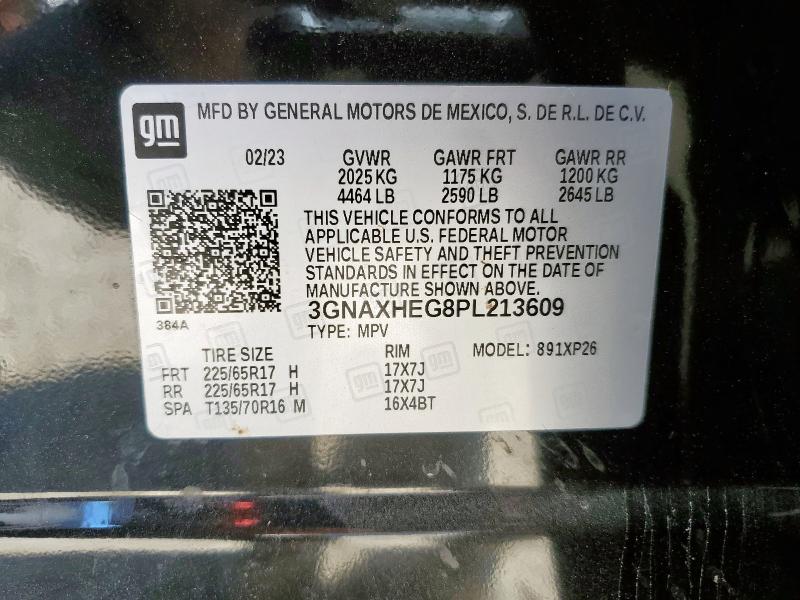 gm
MFD BY GENERAL MOTORS DE MEXICO, S. DE R.L. DE C.V.
02/23 GVWR GAWR FRT GAWR RR
2025 KG 1175 KG 1200 KG
4464 LB 2590 LB 2645 LB
THIS VEHICLE CONFORMS TO ALL
APPLICABLE U.S. FEDERAL MOTOR
VEHICLE SAFETY AND THEFT PREVENTION
STANDARDS IN EFFECT ON THE DATE OF
MANUFACTURE SHOWN ABOVE.
3GNAXHEG8PL213609
384A
TYPE: MPV
TIRE SIZE RIM MODEL: 891XP26
FRT 225/65R17 H 17X7J
RR 225/65R17 H 17X7J
SPA T135/70R16 M 16X4BT